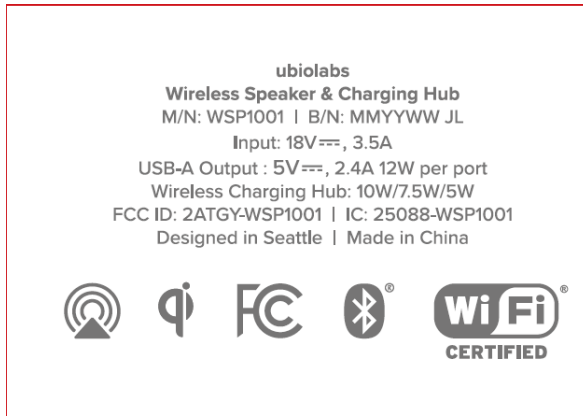 ubiolabs
Wireless Speaker & Charging Hub
M/N: WSP1001 | B/N: MMYYWW JL
Input: 18V⎓, 3.5A
USB-A Output : 5V⎓, 2.4A 12W per port
Wireless Charging Hub: 10W/7.5W/5W
FCC ID: 2ATGY-WSP1001 | IC: 25088-WSP1001
Designed in Seattle | Made in China
qi FC ® WiFi®
CERTIFIED